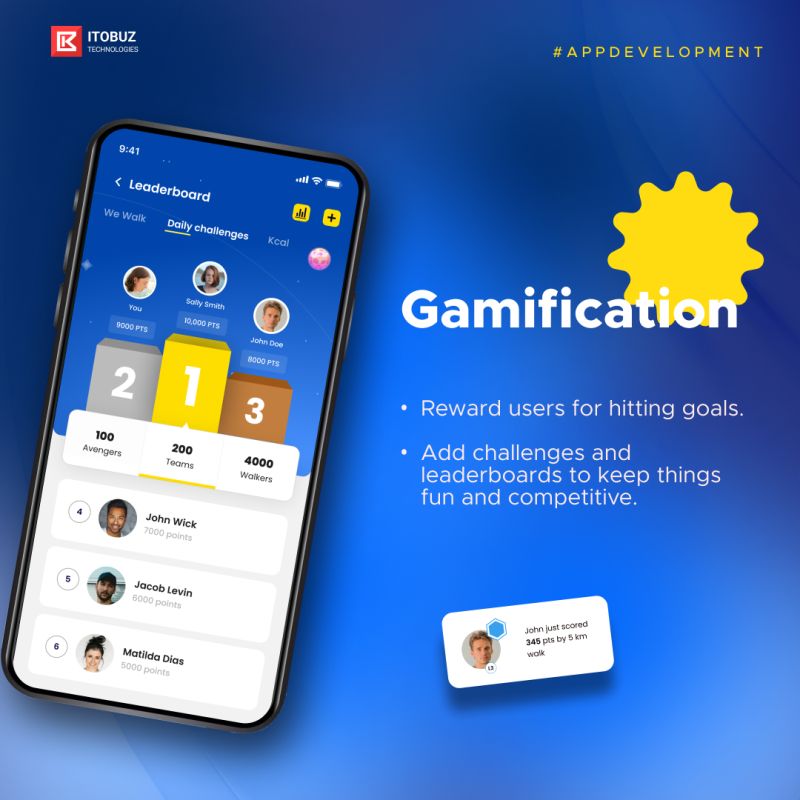 ITOBUZ
TECHNOLOGIES
#APPDEVELOPMENT
9:41
Leaderboard
We Walk
Daily challenges
Kcal
You
9000 PTS
Sally Smith
10,000 PTS
John Doe
8000 PTS
2
1
3
100
Avengers
200
Teams
4000
Walkers
4
John Wick
7000 points
5
Jacob Levin
6000 points
6
Matilda Dias
5000 points
Gamification
• Reward users for hitting goals.
• Add challenges and
leaderboards to keep things
fun and competitive.
John just scored
345 pts by 5 km
walk
L3